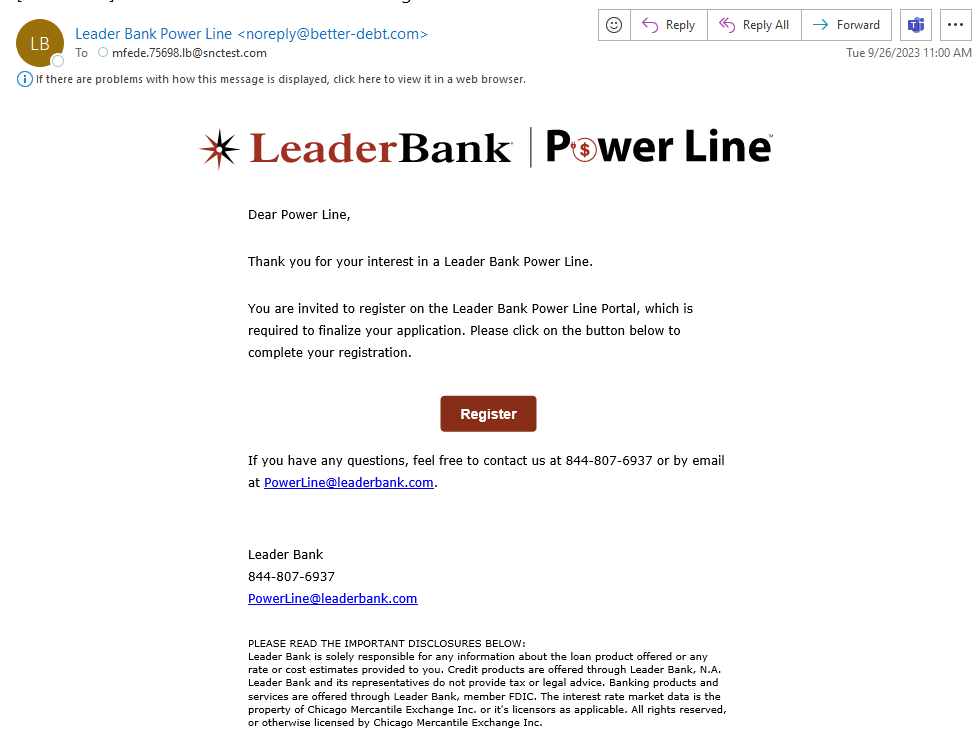 LB
Leader Bank Power Line <noreply@better-debt.com>
To mfede.75698.lb@snctest.com
Reply
Reply All
Forward
Tue 9/26/2023 11:00 AM
If there are problems with how this message is displayed, click here to view it in a web browser.
LeaderBank | Power Line™
Dear Power Line,
Thank you for your interest in a Leader Bank Power Line.
You are invited to register on the Leader Bank Power Line Portal, which is
required to finalize your application. Please click on the button below to
complete your registration.
Register
If you have any questions, feel free to contact us at 844-807-6937 or by email
at PowerLine@leaderbank.com.
Leader Bank
844-807-6937
PowerLine@leaderbank.com
PLEASE READ THE IMPORTANT DISCLOSURES BELOW:
Leader Bank is solely responsible for any information about the loan product offered or any
rate or cost estimates provided to you. Credit products are offered through Leader Bank, N.A.
Leader Bank and its representatives do not provide tax or legal advice. Banking products and
services are offered through Leader Bank, member FDIC. The interest rate market data is the
property of Chicago Mercantile Exchange Inc. or it's licensors as applicable. All rights reserved,
or otherwise licensed by Chicago Mercantile Exchange Inc.